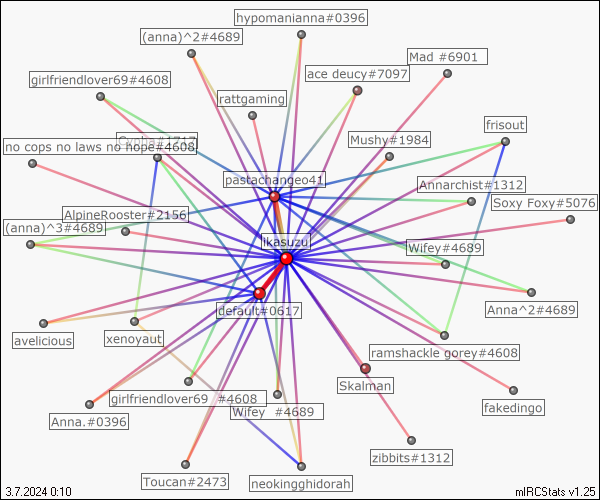 hypomanianna#0396
(anna)^2#4689
Mad #6901
ace deucy#7097
girlfriendlover69#4608
rattgaming
frisout
Mushy#1984
no cops no laws no hope#4608
pastachangeo41
Annarchist#1312
Soxy Foxy#5076
AlpineRooster#2156
(anna)^3#4689
ikasuzu
Wifey#4689
Anna^2#4689
default#0617
avelicious
xenoyaut
ramshackle gorey#4608
Skalman
girlfriendlover69 #4608
fakedingo
Anna.#0396
Wifey #4689
zibbits#1312
Toucan#2473
neokingghidorah
3.7.2024 0:10
mIRCStats v1.25